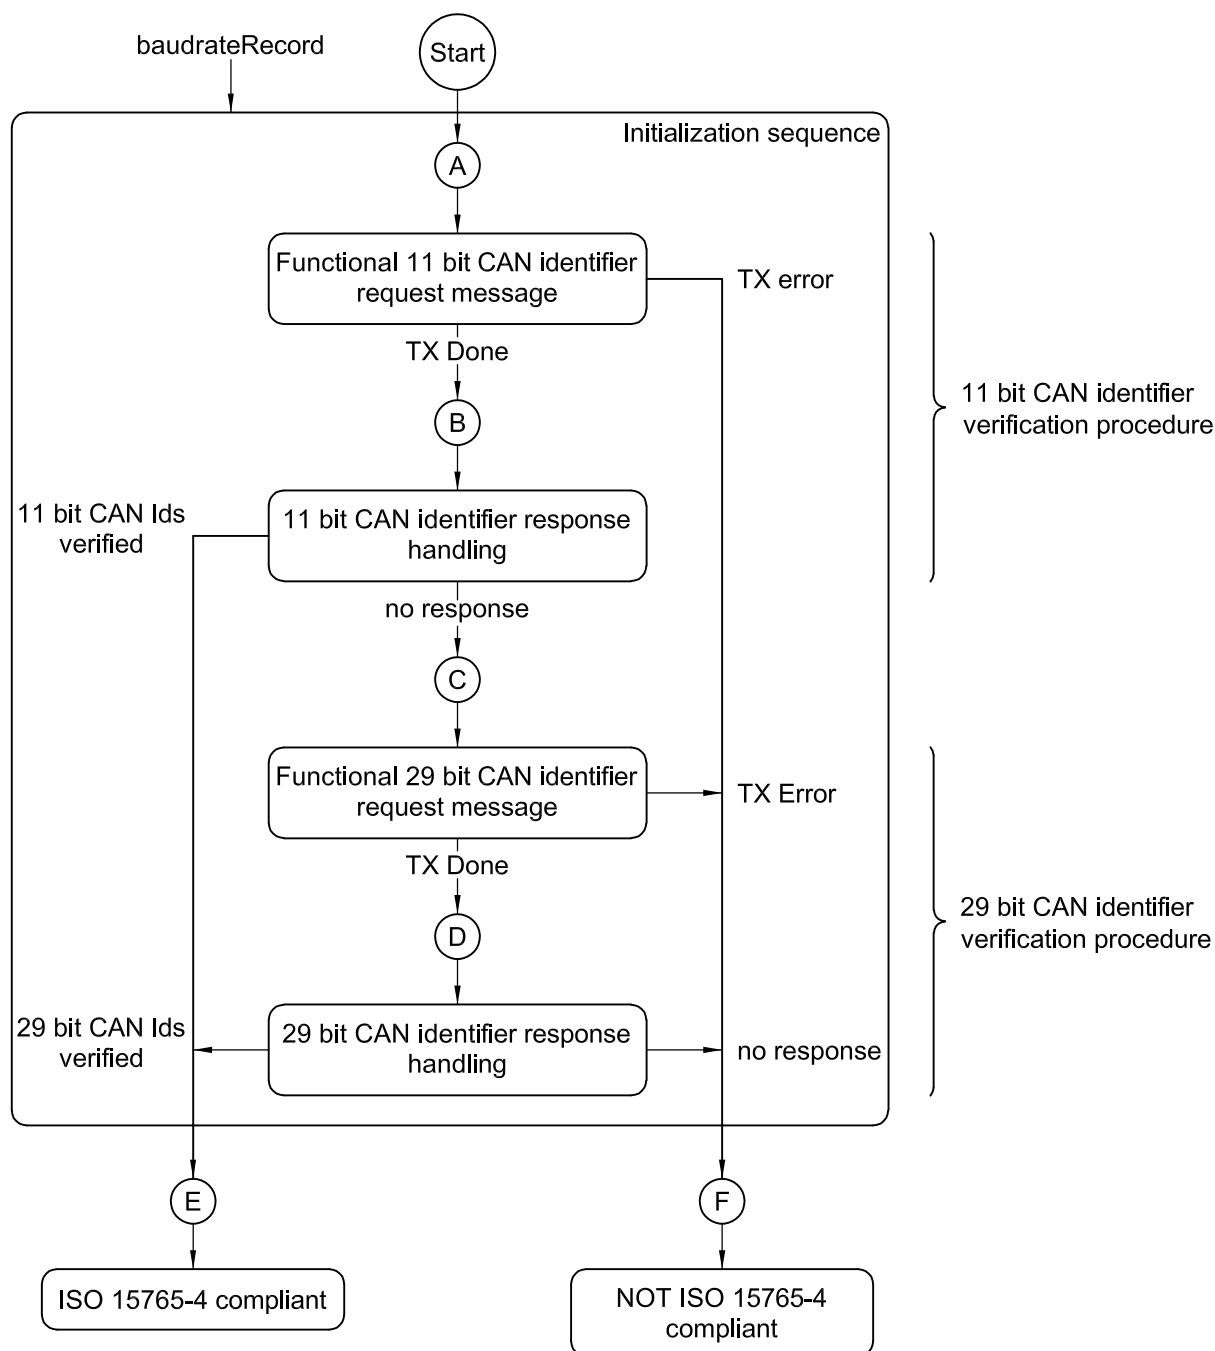 Start
baudrateRecord
Initialization sequence
A
Functional 11 bit CAN identifier
request message
TX error
TX Done
B
11 bit CAN identifier
verification procedure
11 bit CAN Ids
verified
11 bit CAN identifier response
handling
no response
C
Functional 29 bit CAN identifier
request message
TX Error
TX Done
D
29 bit CAN identifier
verification procedure
29 bit CAN Ids
verified
29 bit CAN identifier response
handling
no response
E
F
ISO 15765-4 compliant
NOT ISO 15765-4
compliant